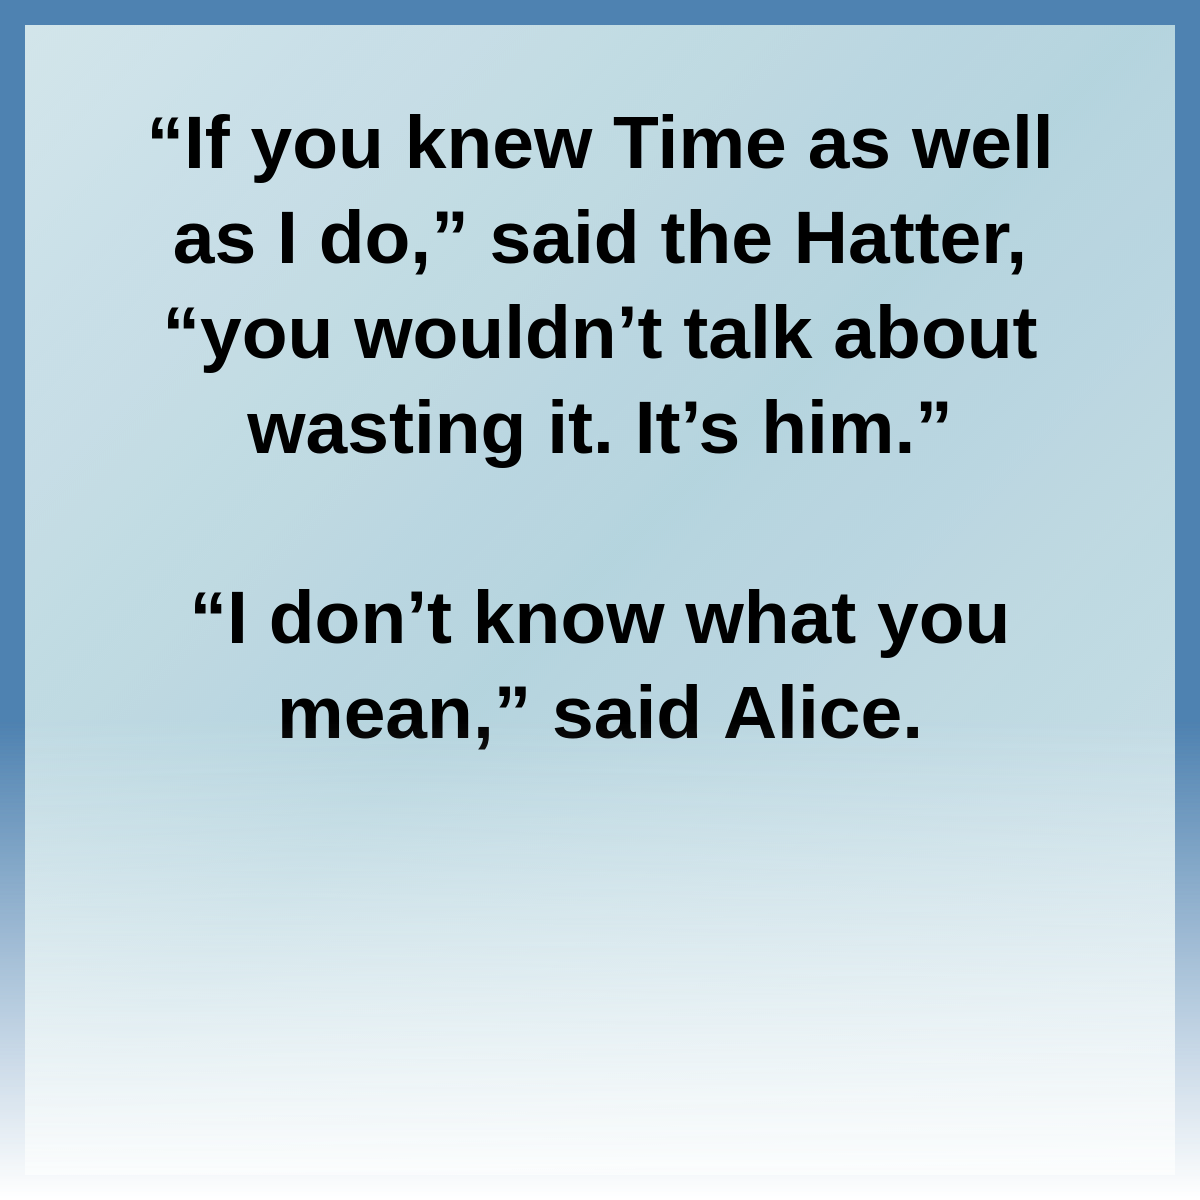 “If you knew Time as well
as I do,” said the Hatter,
“you wouldn’t talk about
wasting it. It’s him.”
“I don’t know what you
mean,” said Alice.